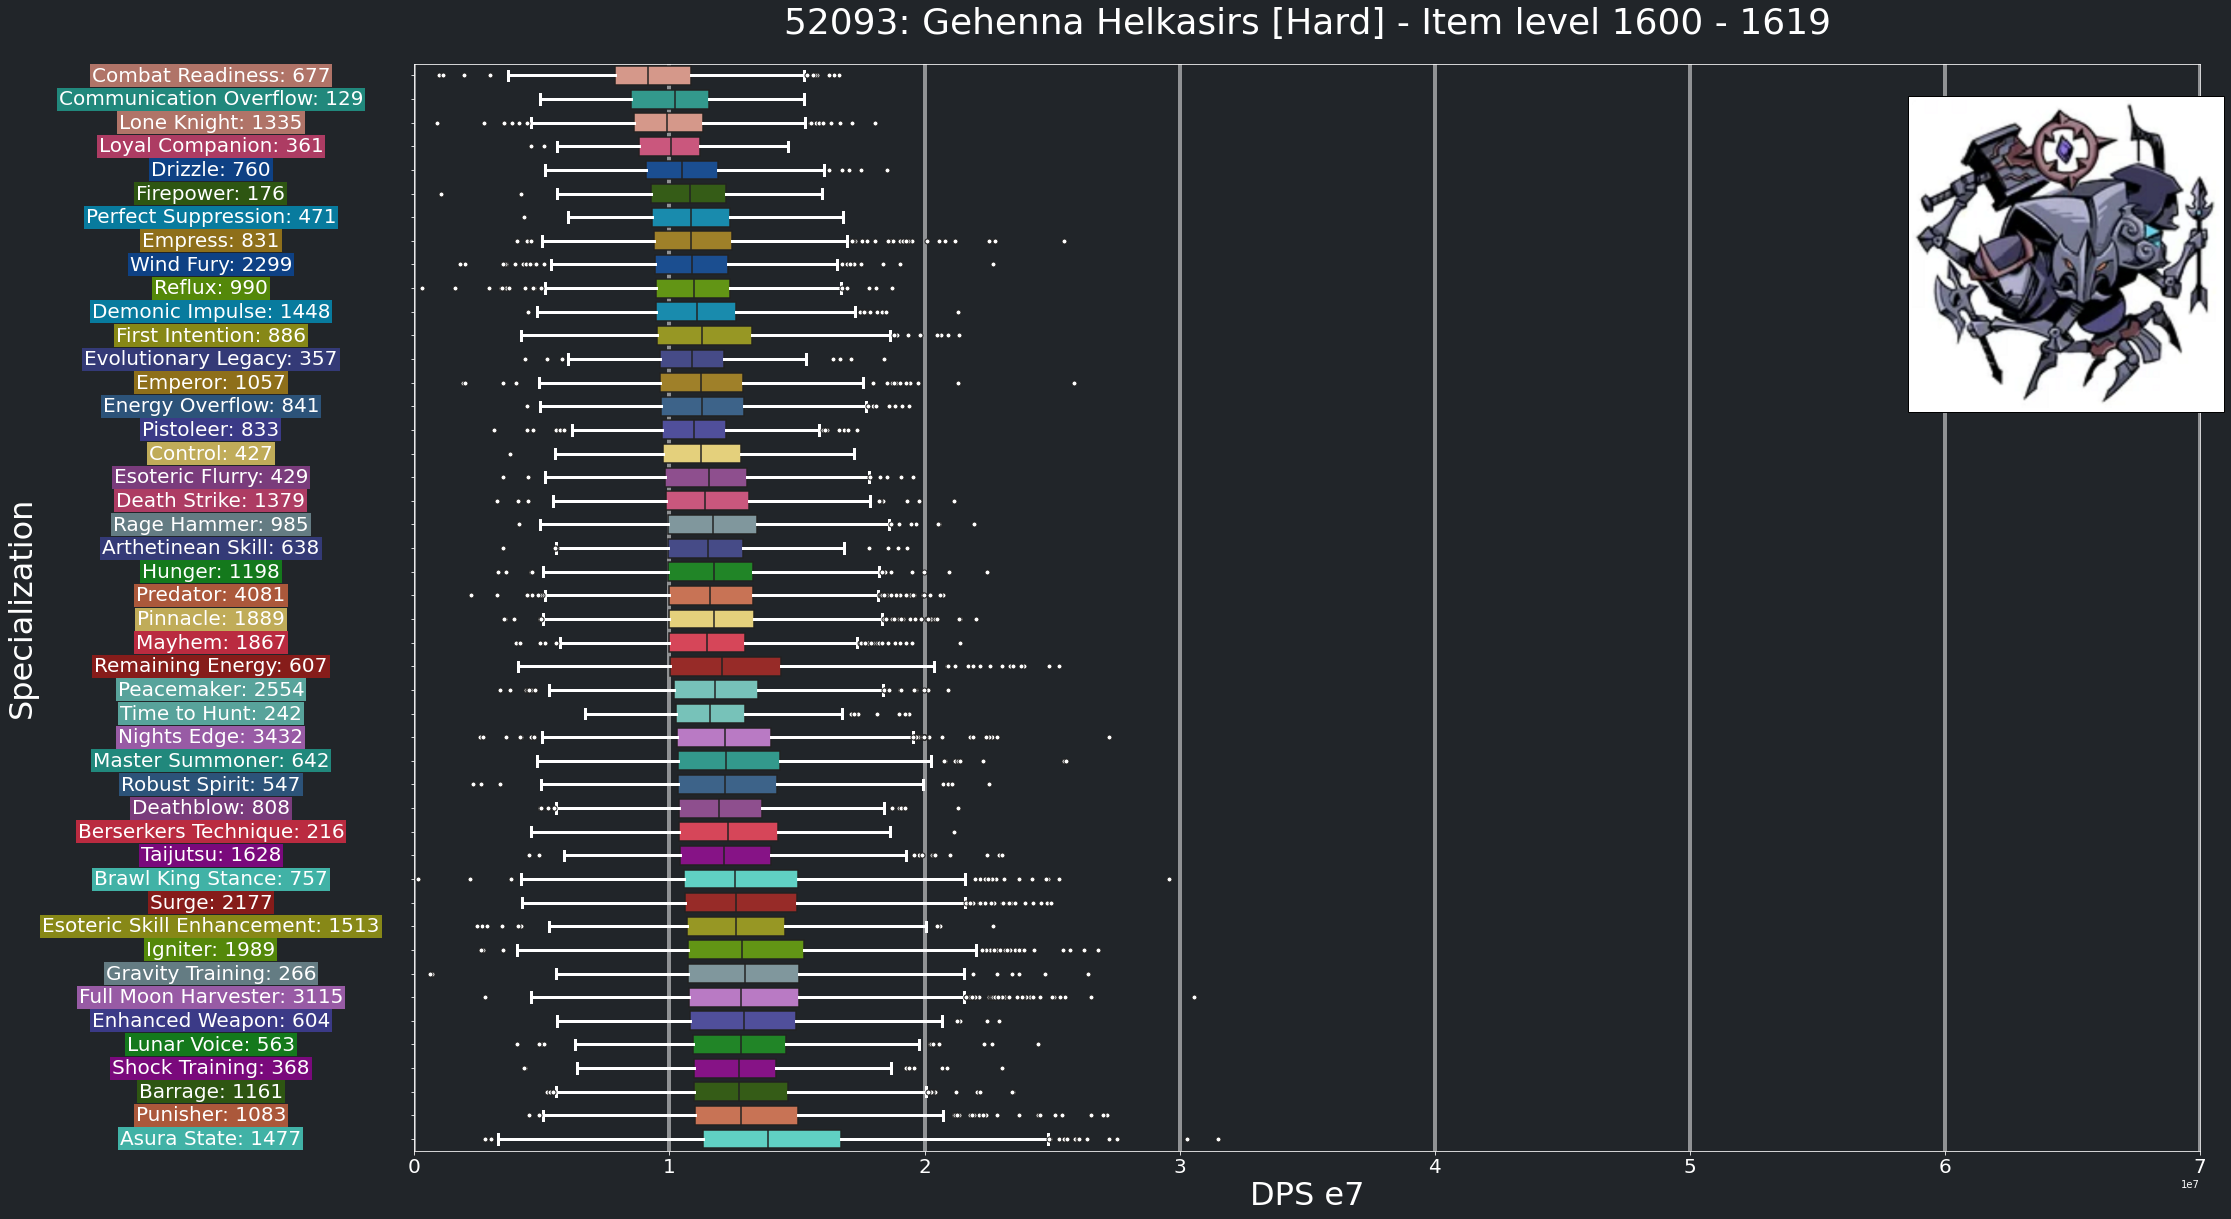 52093: Gehenna Helkasirs [Hard] - Item level 1600 - 1619
Specialization
Combat Readiness: 677
Communication Overflow: 129
Lone Knight: 1335
Loyal Companion: 361
Drizzle: 760
Firepower: 176
Perfect Suppression: 471
Empress: 831
Wind Fury: 2299
Reflux: 990
Demonic Impulse: 1448
First Intention: 886
Evolutionary Legacy: 357
Emperor: 1057
Energy Overflow: 841
Pistoleer: 833
Control: 427
Esoteric Flurry: 429
Death Strike: 1379
Rage Hammer: 985
Arthetinean Skill: 638
Hunger: 1198
Predator: 4081
Pinnacle: 1889
Mayhem: 1867
Remaining Energy: 607
Peacemaker: 2554
Time to Hunt: 242
Nights Edge: 3432
Master Summoner: 642
Robust Spirit: 547
Deathblow: 808
Berserkers Technique: 216
Taijutsu: 1628
Brawl King Stance: 757
Surge: 2177
Esoteric Skill Enhancement: 1513
Igniter: 1989
Gravity Training: 266
Full Moon Harvester: 3115
Enhanced Weapon: 604
Lunar Voice: 563
Shock Training: 368
Barrage: 1161
Punisher: 1083
Asura State: 1477
0 1 2 3 4 5 6 7
1e7
DPS e7